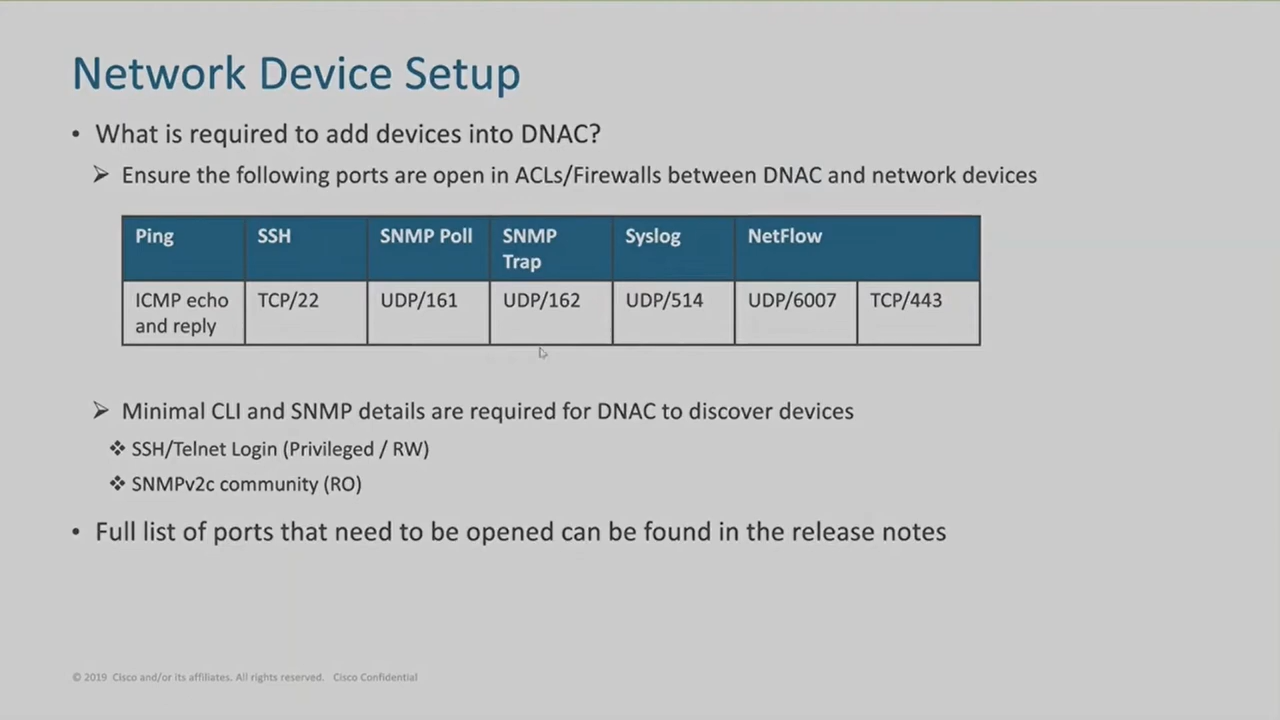 Network Device Setup
• What is required to add devices into DNAC?
➢ Ensure the following ports are open in ACLs/Firewalls between DNAC and network devices
Ping SSH SNMP Poll SNMP Trap Syslog NetFlow
ICMP echo and reply TCP/22 UDP/161 UDP/162 UDP/514 UDP/6007 TCP/443
➢ Minimal CLI and SNMP details are required for DNAC to discover devices
❖ SSH/Telnet Login (Privileged / RW)
❖ SNMPv2c community (RO)
• Full list of ports that need to be opened can be found in the release notes
© 2019 Cisco and/or its affiliates. All rights reserved. Cisco Confidential